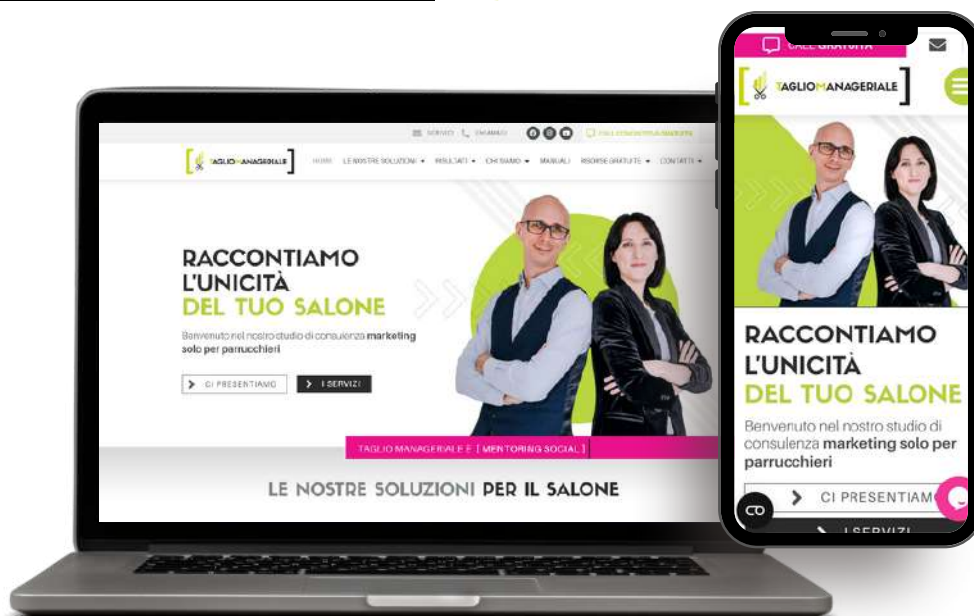 SCRIVICI CHIAMACI
[TAGLIOMANAGERIALE]
HOME LE NOSTRE SOLUZIONI RISULTATI CHI SIAMO MANUALI RISORSE GRATUITE CONTATTI
RACCONTIAMO
L'UNICITÀ
DEL TUO SALONE
Benvenuto nel nostro studio di consulenza marketing
solo per parrucchieri
CI PRESENTIAMO I SERVIZI
TAGLIO MANAGERIALE È [ MENTORING SOCIAL ]
LE NOSTRE SOLUZIONI PER IL SALONE
CALL GRATUITA
[TAGLIOMANAGERIALE]
RACCONTIAMO
L'UNICITÀ
DEL TUO SALONE
Benvenuto nel nostro studio di
consulenza marketing solo per
parrucchieri
CI PRESENTIAM
I SERVIZI